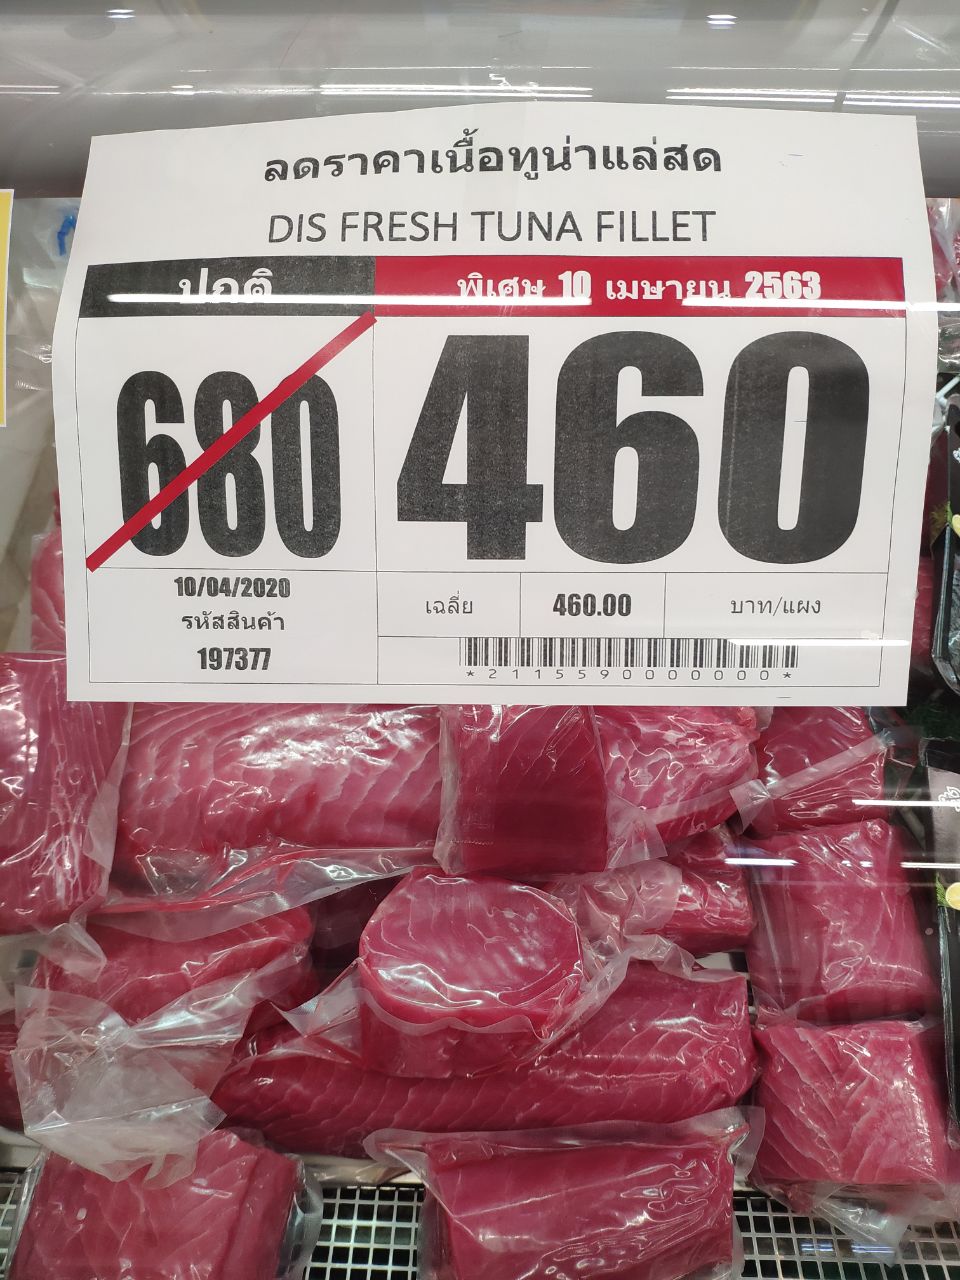 ลดราคาเนื้อทูน่าแล่สด
DIS FRESH TUNA FILLET
ปกติ
พิเศษ 10 เมษายน 2563
680
460
10/04/2020
รหัสสินค้า
197377
เฉลี่ย
460.00
บาท/แผง
*2115590000000*